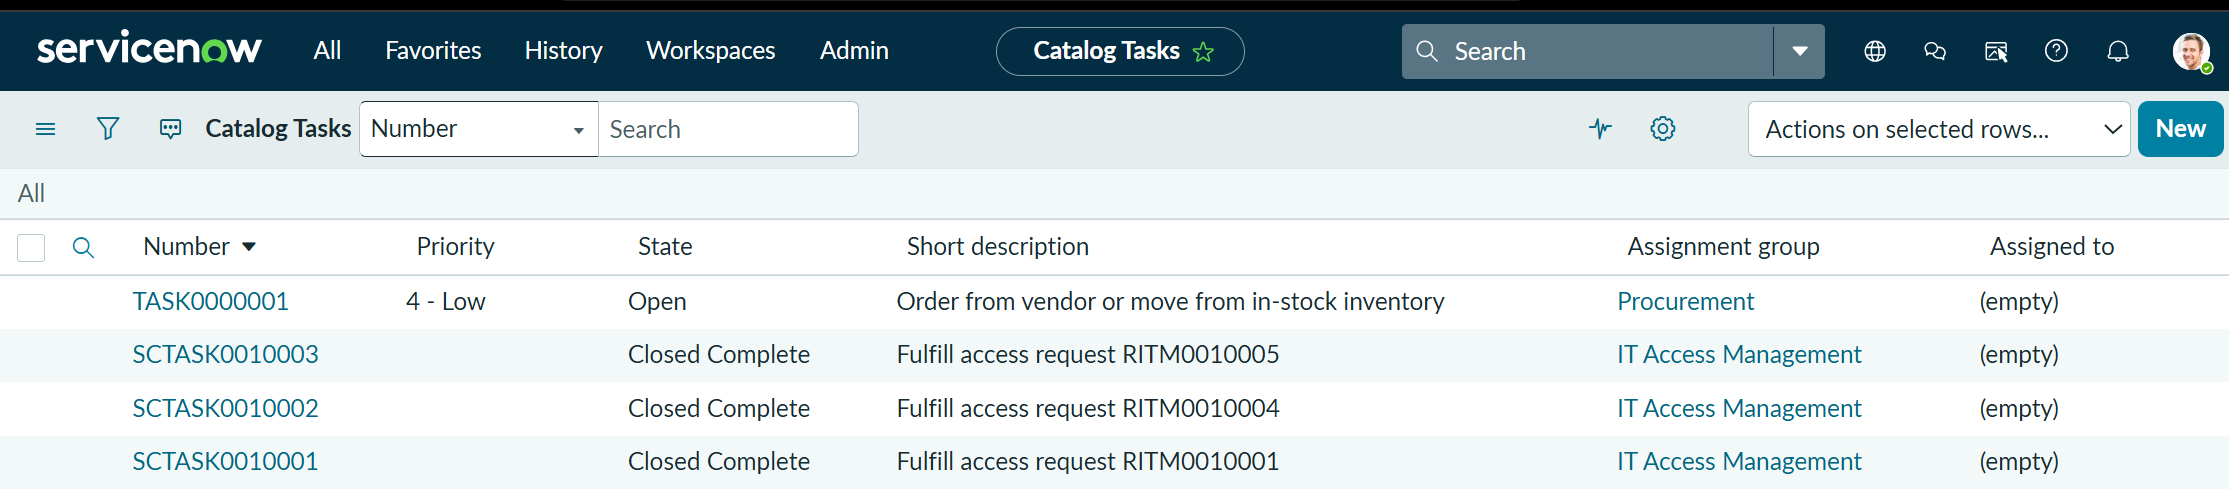 servicenow All Favorites History Workspaces Admin Catalog Tasks Search
Catalog Tasks Number Search Actions on selected rows... New
All
Number Priority State Short description Assignment group Assigned to
TASK0000001 4 - Low Open Order from vendor or move from in-stock inventory Procurement (empty)
SCTASK0010003 Closed Complete Fulfill access request RITM0010005 IT Access Management (empty)
SCTASK0010002 Closed Complete Fulfill access request RITM0010004 IT Access Management (empty)
SCTASK0010001 Closed Complete Fulfill access request RITM0010001 IT Access Management (empty)